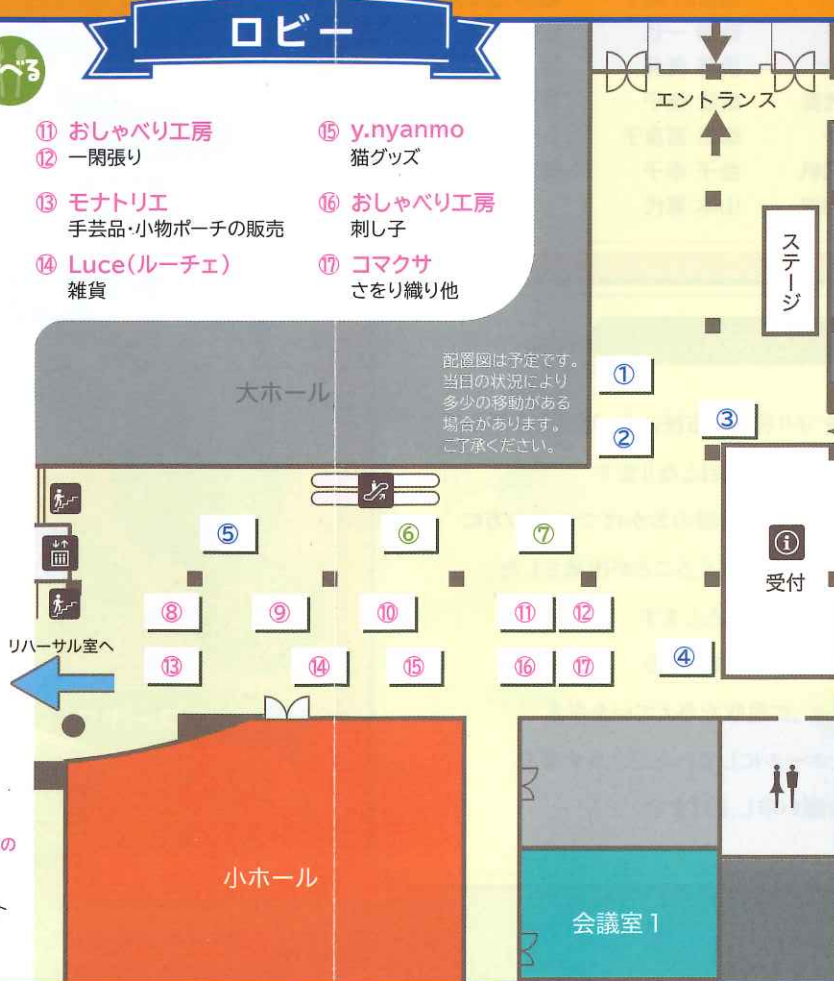 ロビー
べる
⑪ おしゃべり工房
⑫ 一閑張り
⑬ モナトリエ
手芸品・小物ポーチの販売
⑭ Luce(ルーチェ)
雑貨
⑮ y.nyanmo
猫グッズ
⑯ おしゃべり工房
刺し子
⑰ コマクサ
さをり織り他
エントランス
ステージ
大ホール
配置図は予定です。
当日の状況により
多少の移動がある
場合があります。
ご了承ください。
①
②
③
⑤
⑥
⑦
受付
⑧
⑨
⑩
⑪
⑫
リハーサル室へ
⑬
⑭
⑮
⑯
⑰
④
の
小ホール
会議室1